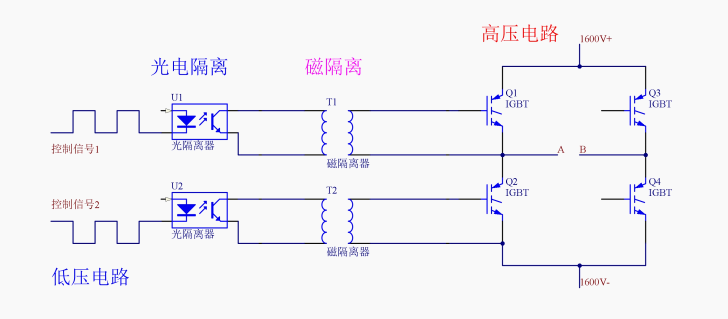 高压电路
1600V+
光电隔离
磁隔离
U1
T1
Q1
IGBT
Q3
IGBT
控制信号1
光隔离器
磁隔离器
A
B
U2
T2
Q2
IGBT
Q4
IGBT
控制信号2
光隔离器
磁隔离器
低压电路
1600V-